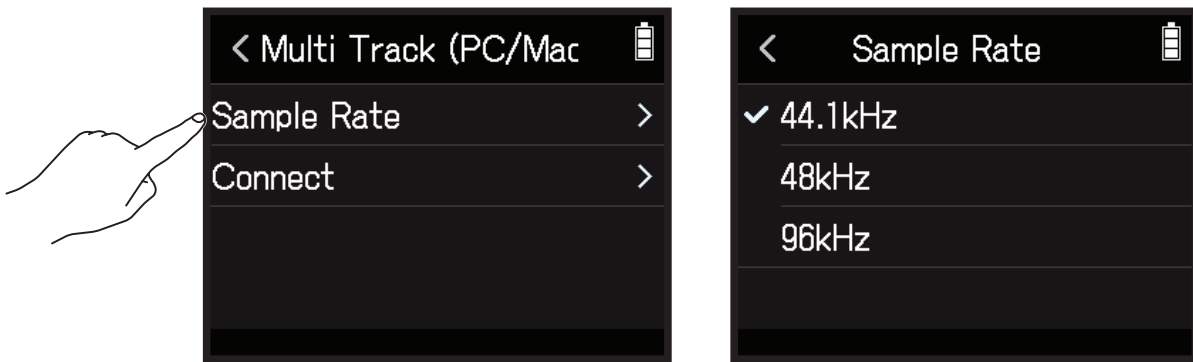 Multi Track (PC/Mac
Sample Rate
Connect
Sample Rate
44.1kHz
48kHz
96kHz